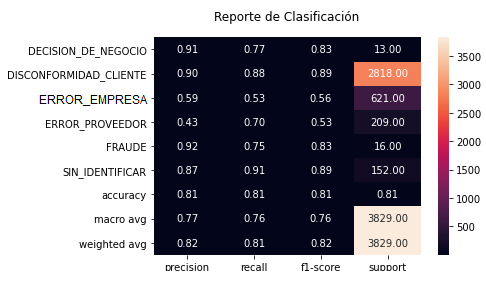 Reporte de Clasificación
DECISION_DE_NEGOCIO 0.91 0.77 0.83 13.00
DISCONFORMIDAD_CLIENTE 0.90 0.88 0.89 2818.00
ERROR_EMPRESA 0.59 0.53 0.56 621.00
ERROR_PROVEEDOR 0.43 0.70 0.53 209.00
FRAUDE 0.92 0.75 0.83 16.00
SIN_IDENTIFICAR 0.87 0.91 0.89 152.00
accuracy 0.81 0.81 0.81 0.81
macro avg 0.77 0.76 0.76 3829.00
weighted avg 0.82 0.81 0.82 3829.00
precision recall f1-score support
3500
3000
2500
2000
1500
1000
500